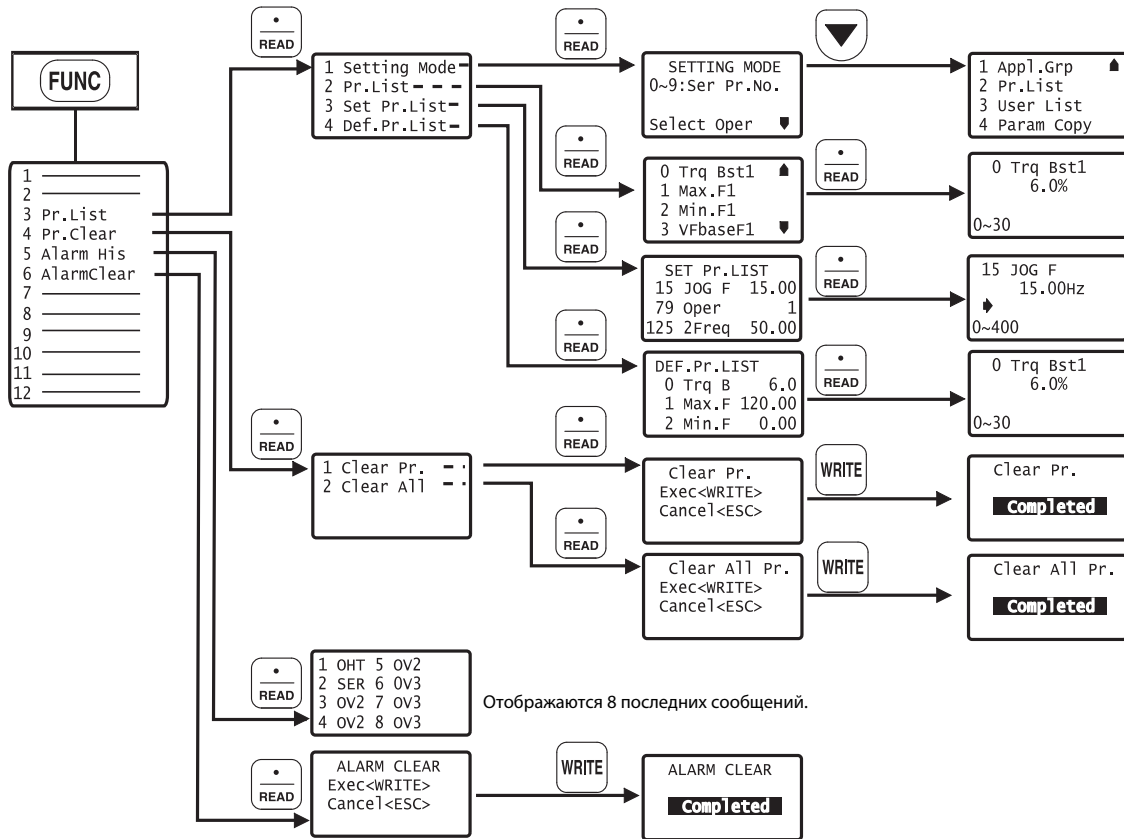 FUNC
1
2
3 Pr.List
4 Pr.Clear
5 Alarm His
6 AlarmClear
7
8
9
10
11
12
READ
1 Setting Mode
2 Pr.List
3 Set Pr.List
4 Def.Pr.List
READ
SETTING MODE
0~9:Ser Pr.No.
Select Oper
1 Appl.Grp
2 Pr.List
3 User List
4 Param Copy
READ
0 Trq Bst1
1 Max.F1
2 Min.F1
3 VFbaseF1
READ
0 Trq Bst1
6.0%
0~30
READ
SET Pr.LIST
15 JOG F 15.00
79 Oper 1
125 2Freq 50.00
READ
15 JOG F
15.00Hz
0~400
READ
DEF.Pr.LIST
0 Trq B 6.0
1 Max.F 120.00
2 Min.F 0.00
READ
0 Trq Bst1
6.0%
0~30
READ
1 Clear Pr.
2 Clear All
READ
Clear Pr.
Exec<WRITE>
Cancel<ESC>
WRITE
Clear Pr.
Completed
READ
Clear All Pr.
Exec<WRITE>
Cancel<ESC>
WRITE
Clear All Pr.
Completed
READ
1 OHT 5 OV2
2 SER 6 OV3
3 OV2 7 OV3
4 OV2 8 OV3
Отображаются 8 последних сообщений.
READ
ALARM CLEAR
Exec<WRITE>
Cancel<ESC>
WRITE
ALARM CLEAR
Completed